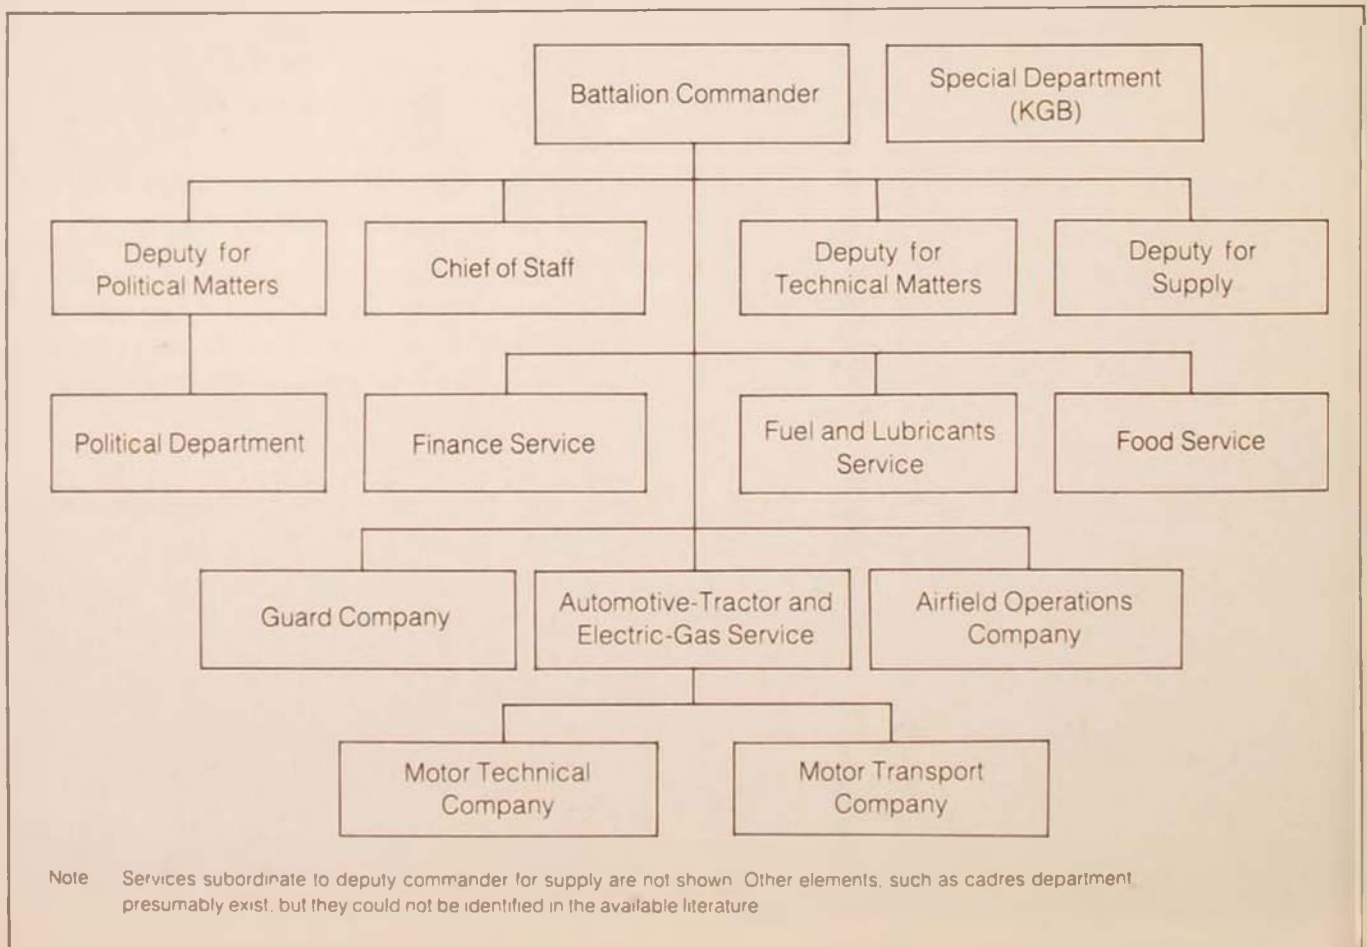 Battalion Commander
Special Department
(KGB)
Deputy for
Political Matters
Chief of Staff
Deputy for
Technical Matters
Deputy for
Supply
Political Department
Finance Service
Fuel and Lubricants
Service
Food Service
Guard Company
Automotive-Tractor and
Electric-Gas Service
Airfield Operations
Company
Motor Technical
Company
Motor Transport
Company
Note Services subordinate to deputy commander for supply are not shown Other elements, such as cadres department
presumably exist, but they could not be identified in the available literature